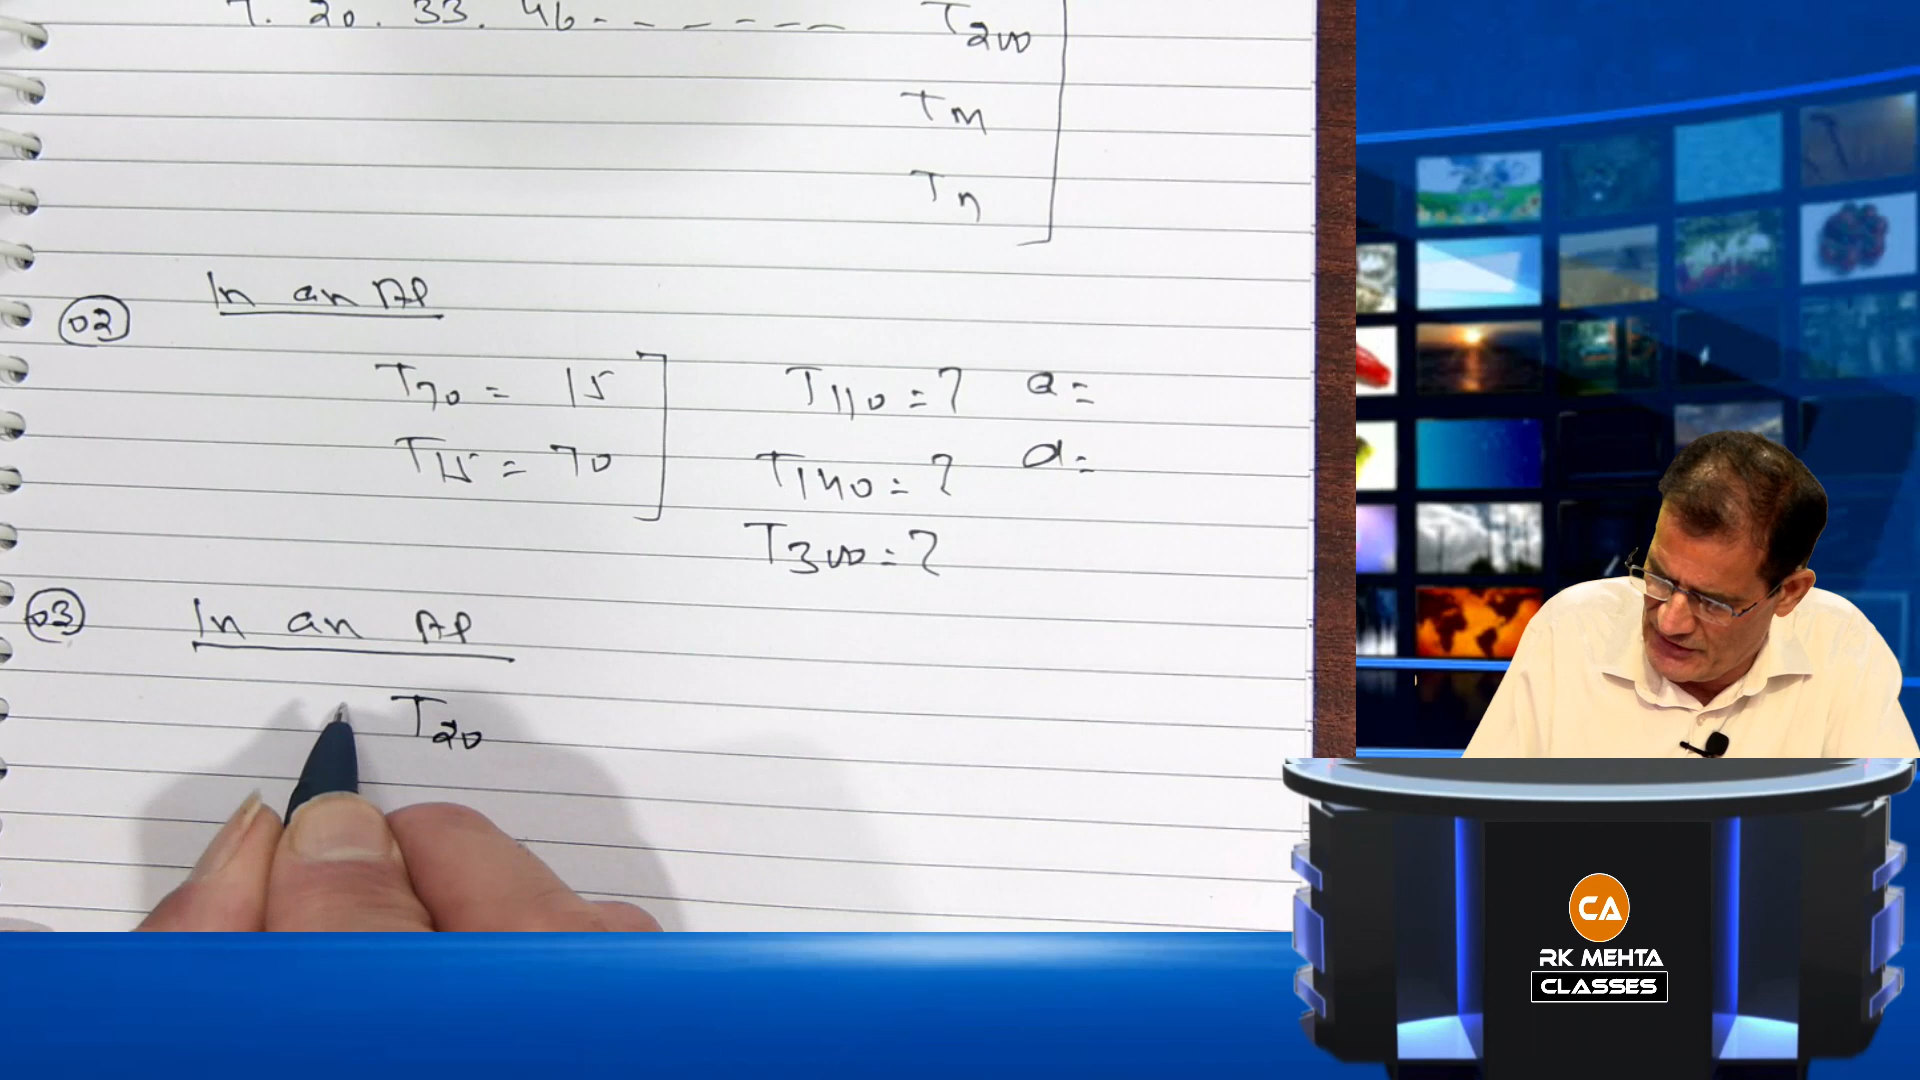 7. 20. 33. 46 - - - - - - - T200
Tm
Tn
02 In an AP
T70 = 15 T110 = ? a =
T15 = 70 T140 = ? d =
T300 = ?
03 In an AP
T20
CA
RK MEHTA
CLASSES